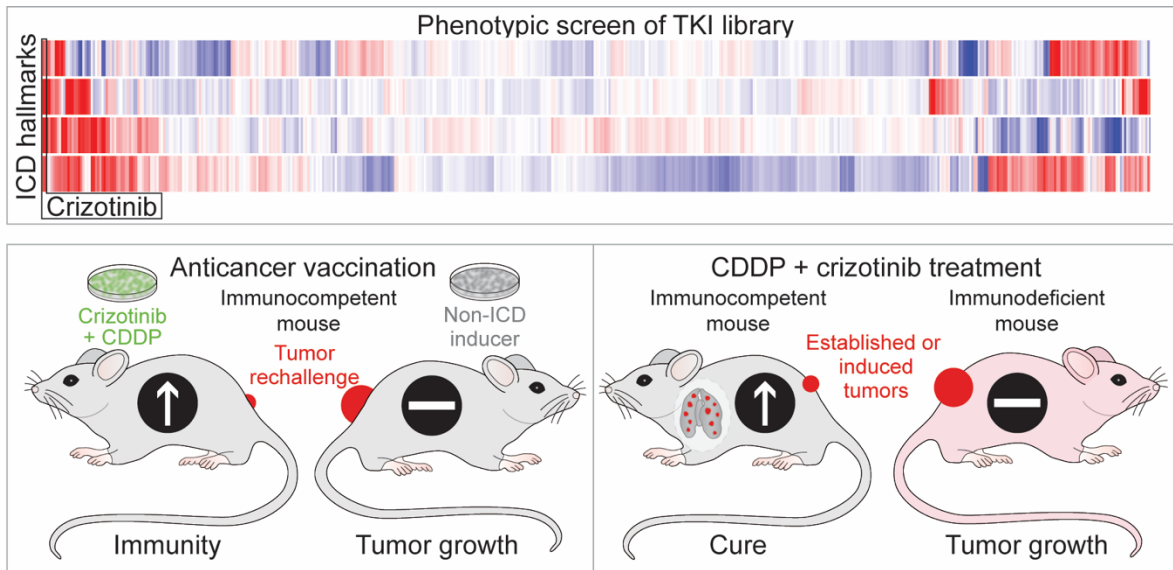 Phenotypic screen of TKI library
ICD hallmarks
Crizotinib
Anticancer vaccination
Crizotinib
+ CDDP
Immunocompetent
mouse
Non-ICD
inducer
Tumor
rechallenge
Immunity
Tumor growth
CDDP + crizotinib treatment
Immunocompetent
mouse
Immunodeficient
mouse
Established or
induced
tumors
Cure
Tumor growth